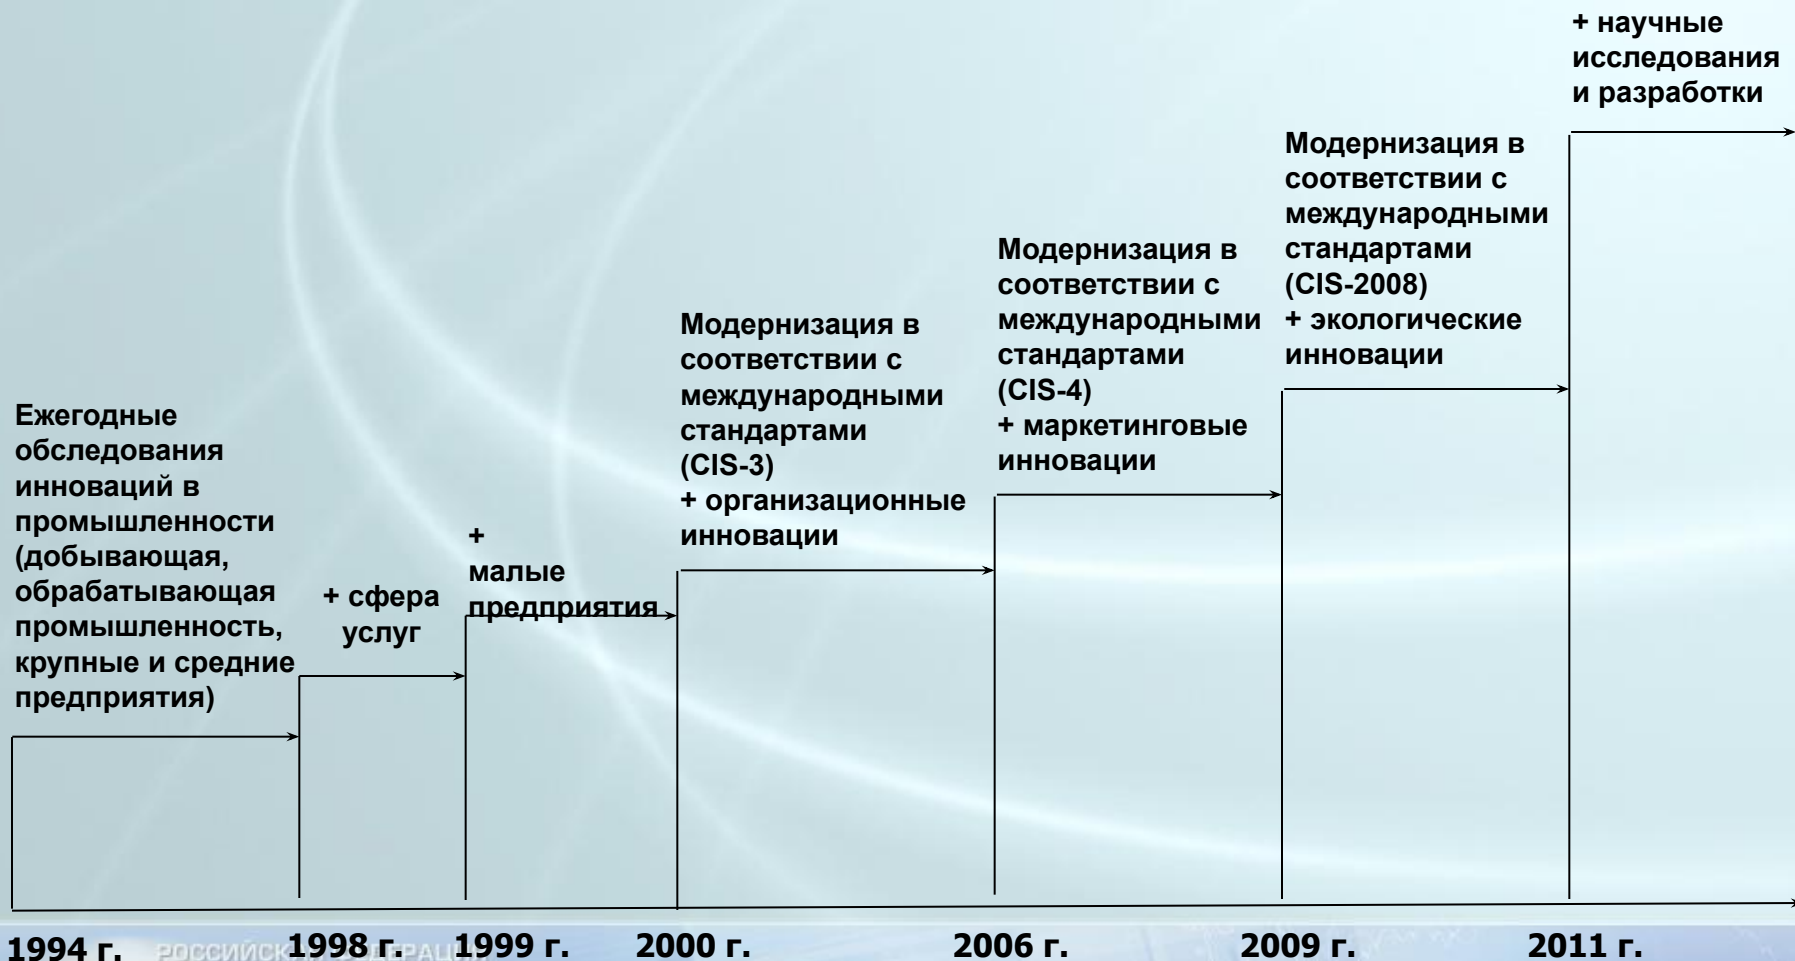 Ежегодные
обследования
инноваций в
промышленности
(добывающая,
обрабатывающая
промышленность,
крупные и средние
предприятия)
+ сфера
услуг
+
малые
предприятия
Модернизация в
соответствии с
международными
стандартами
(CIS-3)
+ организационные
инновации
Модернизация в
соответствии с
международными
стандартами
(CIS-4)
+ маркетинговые
инновации
Модернизация в
соответствии с
международными
стандартами
(CIS-2008)
+ экологические
инновации
+ научные
исследования
и разработки
1994 г.
1998 г.
1999 г.
2000 г.
2006 г.
2009 г.
2011 г.